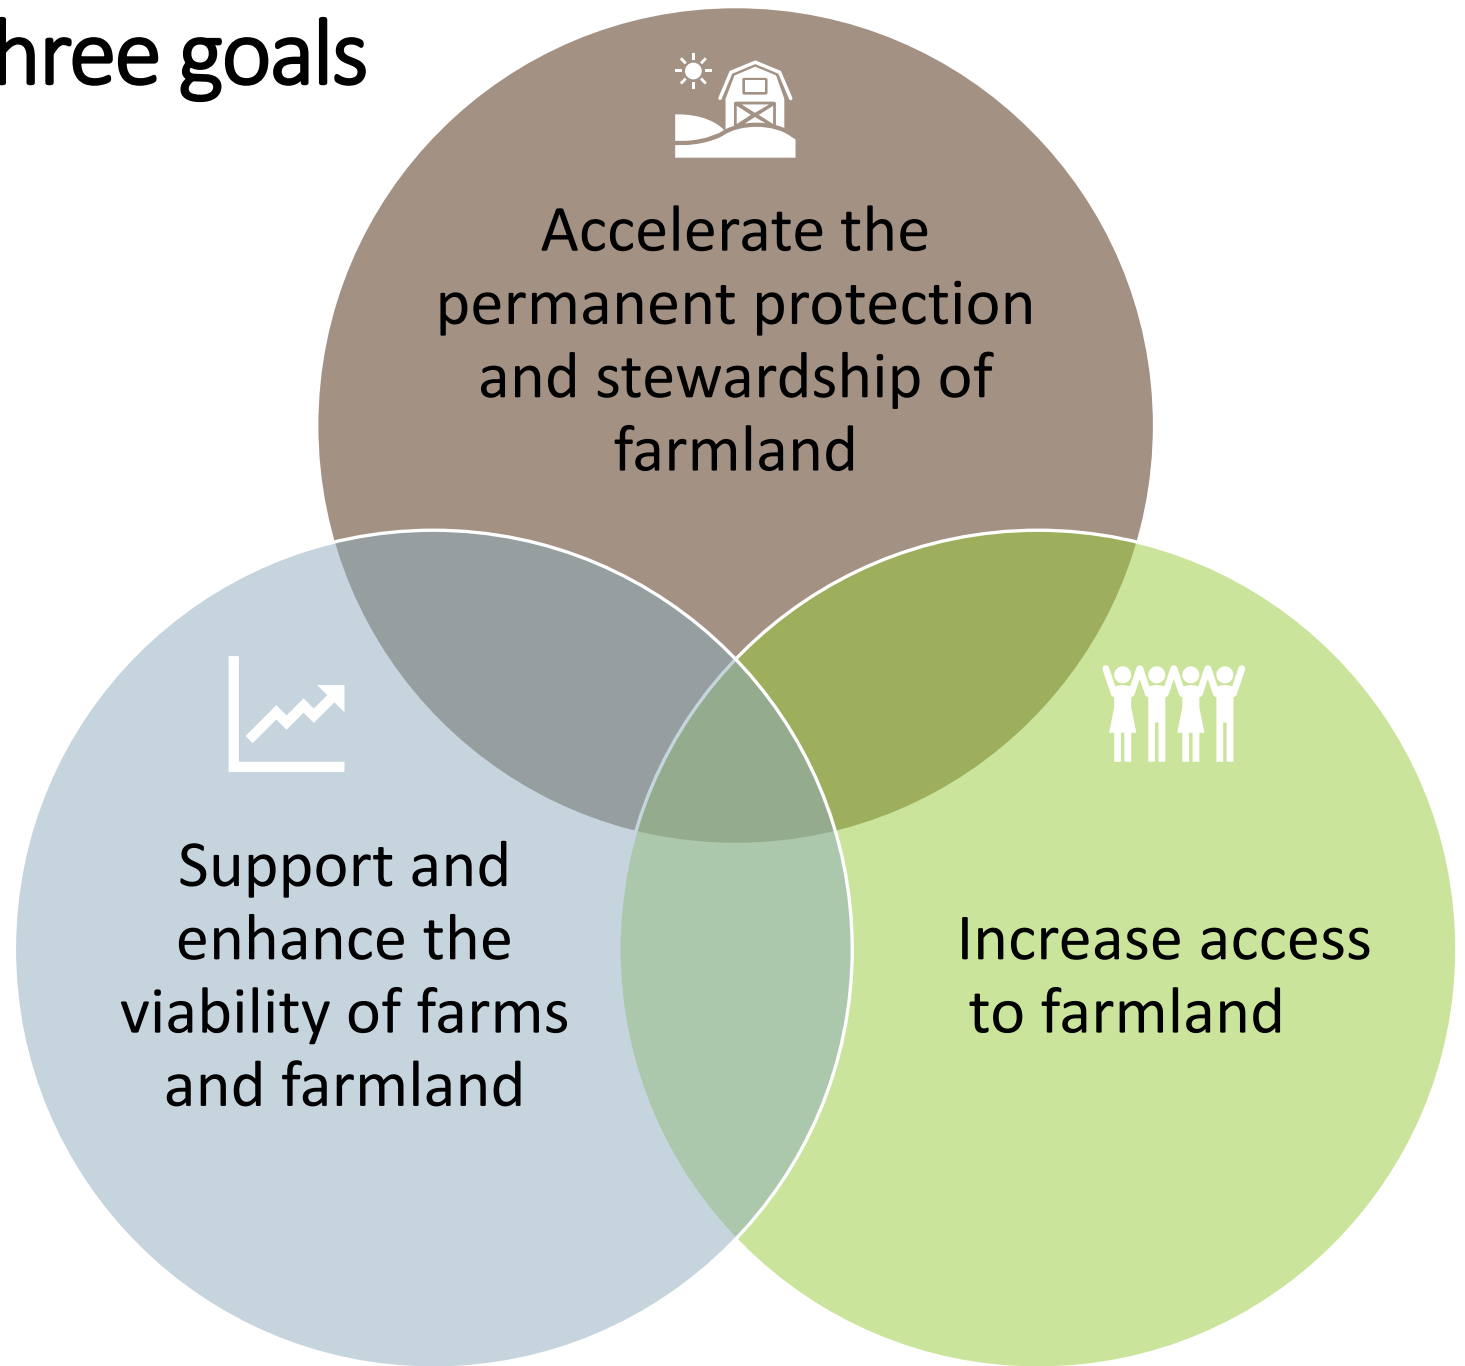 hree goals
Accelerate the
permanent protection
and stewardship of
farmland
Support and
enhance the
viability of farms
and farmland
Increase access
to farmland